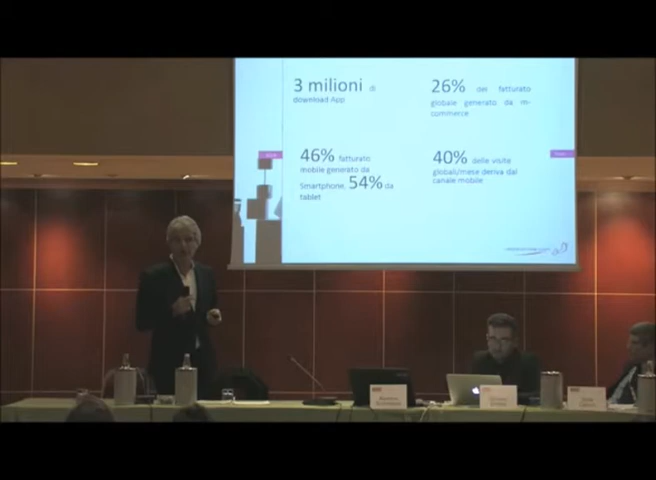 3 milioni di
download App
26% del fatturato
globale generato da m-
commerce
46% fatturato
mobile generato da
Smartphone, 54% da
tablet
40% delle visite
globali/mese deriva dal
canale mobile